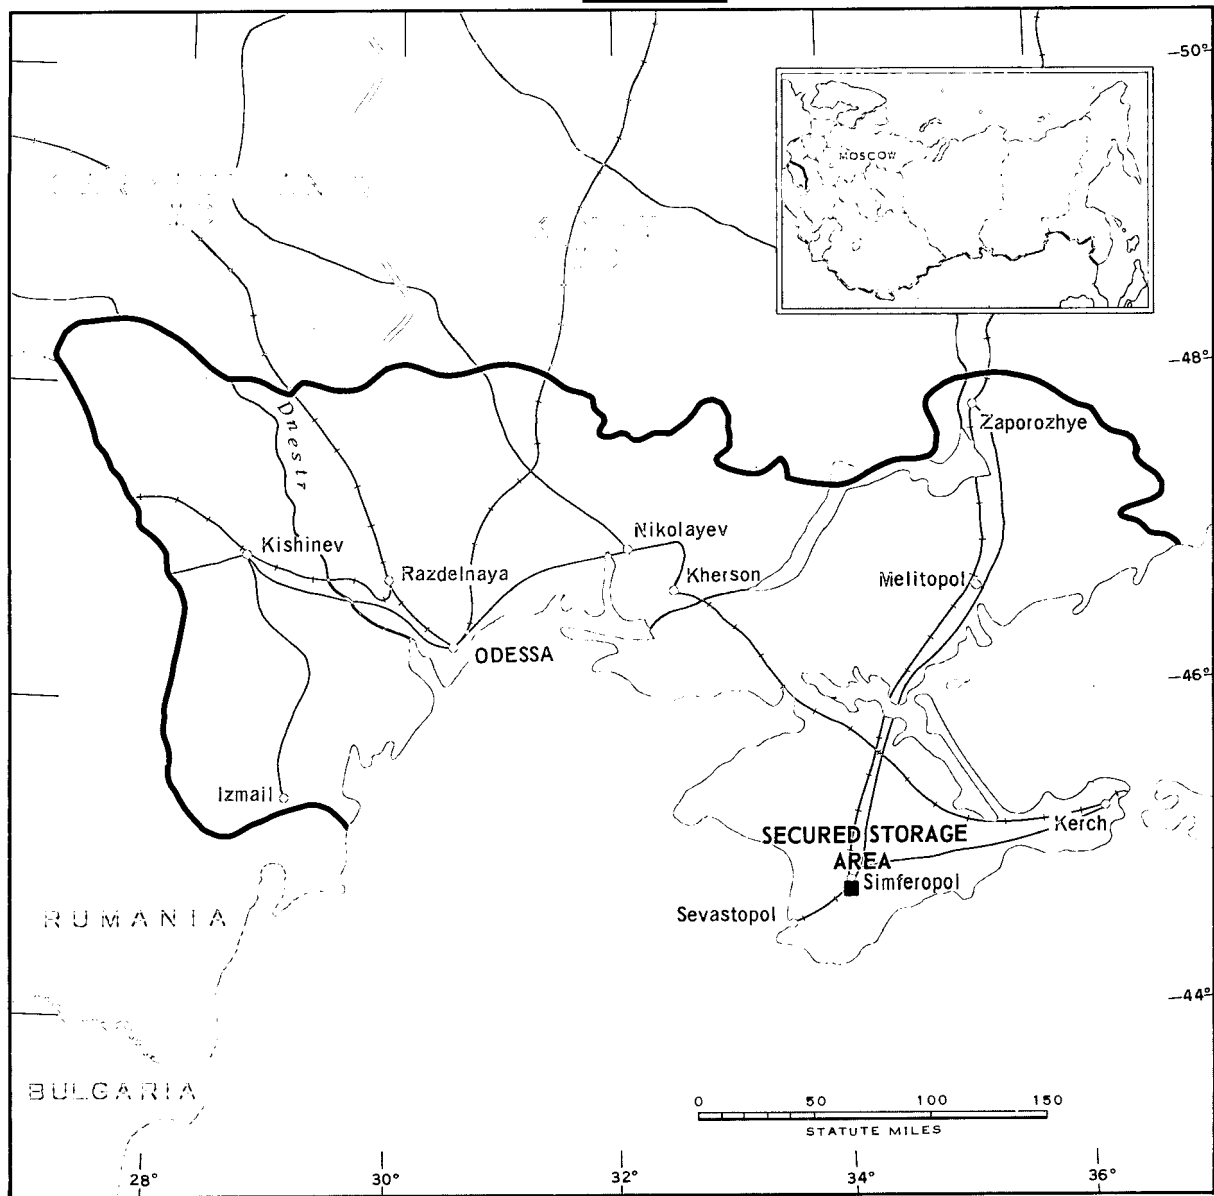 50°
MOSCOW
48°
Dnestr
Zaporozhye
Kishinev
Nikolayev
Razdelnaya
Kherson
Melitopol
ODESSA
46°
Izmail
SECURED STORAGE
AREA
Kerch
Simferopol
Sevastopol
RUMANIA
44°
BULGARIA
0 50 100 150
STATUTE MILES
28° 30° 32° 34° 36°